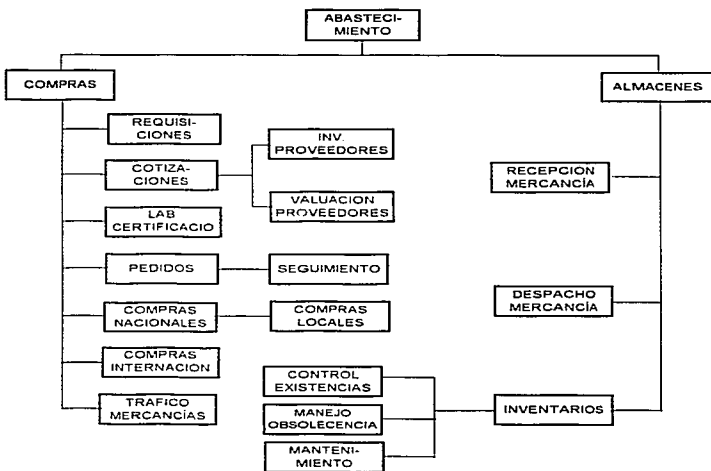 ABASTECI-
MIENTO
COMPRAS
ALMACENES
REQUISI-
CIONES
COTIZA-
CIONES
INV.
PROVEEDORES
VALUACION
PROVEEDORES
LAB
CERTIFICACIO
PEDIDOS
SEGUIMIENTO
COMPRAS
NACIONALES
COMPRAS
LOCALES
COMPRAS
INTERNACION
TRAFICO
MERCANCÍAS
RECEPCION
MERCANCÍA
DESPACHO
MERCANCÍA
INVENTARIOS
CONTROL
EXISTENCIAS
MANEJO
OBSOLECENCIA
MANTENI-
MIENTO